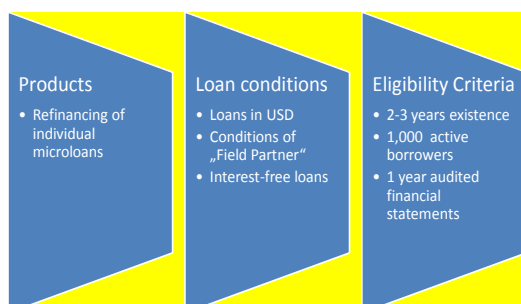 Products
• Refinancing of
individual
microloans
Loan conditions
• Loans in USD
• Conditions of
„Field Partner“
• Interest-free loans
Eligibility Criteria
• 2-3 years existence
• 1,000 active
borrowers
• 1 year audited
financial
statements